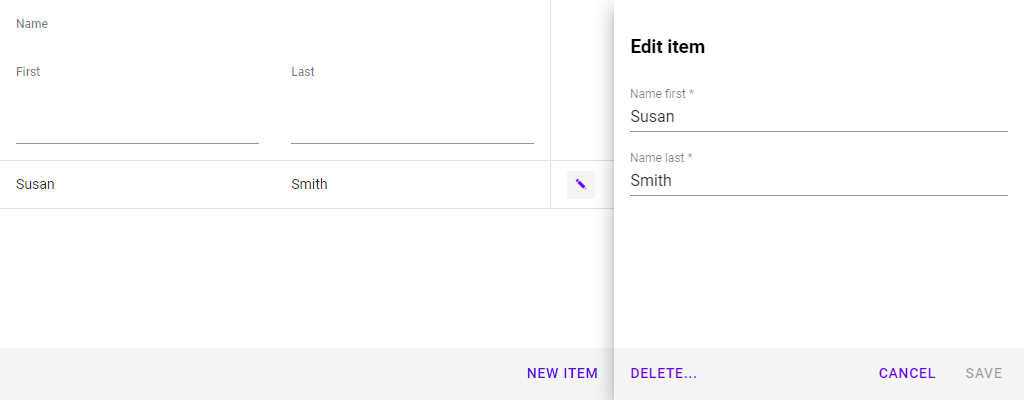 Name
First Last
Susan Smith
NEW ITEM
Edit item
Name first *
Susan
Name last *
Smith
DELETE... CANCEL SAVE